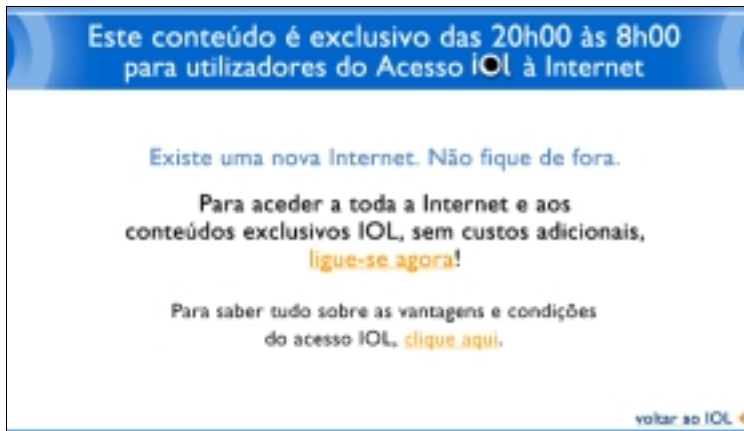 Este conteúdo é exclusivo das 20h00 às 8h00
para utilizadores do Acesso iol à Internet
Existe uma nova Internet. Não fique de fora.
Para aceder a toda a Internet e aos
conteúdos exclusivos IOL, sem custos adicionais,
ligue-se agora!
Para saber tudo sobre as vantagens e condições
do acesso IOL, clique aqui.
voltar ao IOL